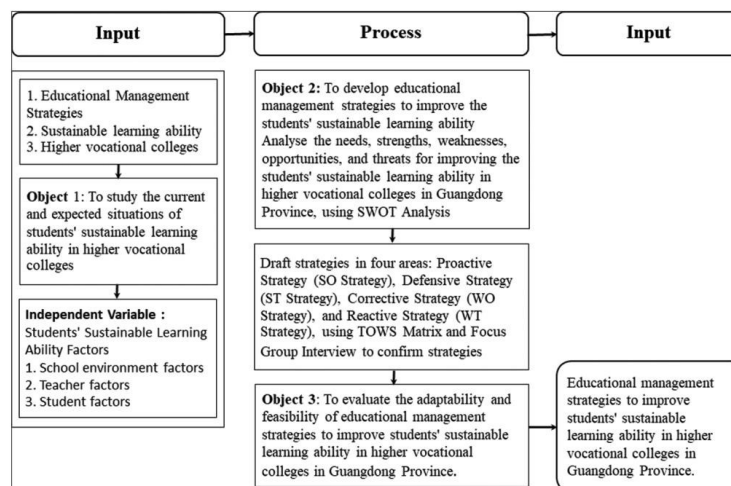 Input
Process
Input
1. Educational Management
Strategies
2. Sustainable learning ability
3. Higher vocational colleges
Object 1: To study the current
and expected situations of
students' sustainable learning
ability in higher vocational
colleges
Independent Variable :
Students' Sustainable Learning
Ability Factors
1. School environment factors
2. Teacher factors
3. Student factors
Object 2: To develop educational
management strategies to improve the
students' sustainable learning ability
Analyse the needs, strengths, weaknesses,
opportunities, and threats for improving the
students' sustainable learning ability in
higher vocational colleges in Guangdong
Province, using SWOT Analysis
Draft strategies in four areas: Proactive
Strategy (SO Strategy), Defensive Strategy
(ST Strategy), Corrective Strategy (WO
Strategy), and Reactive Strategy (WT
Strategy), using TOWS Matrix and Focus
Group Interview to confirm strategies
Object 3: To evaluate the adaptability and
feasibility of educational management
strategies to improve students' sustainable
learning ability in higher vocational
colleges in Guangdong Province.
Educational management
strategies to improve
students' sustainable
learning ability in higher
vocational colleges in
Guangdong Province.